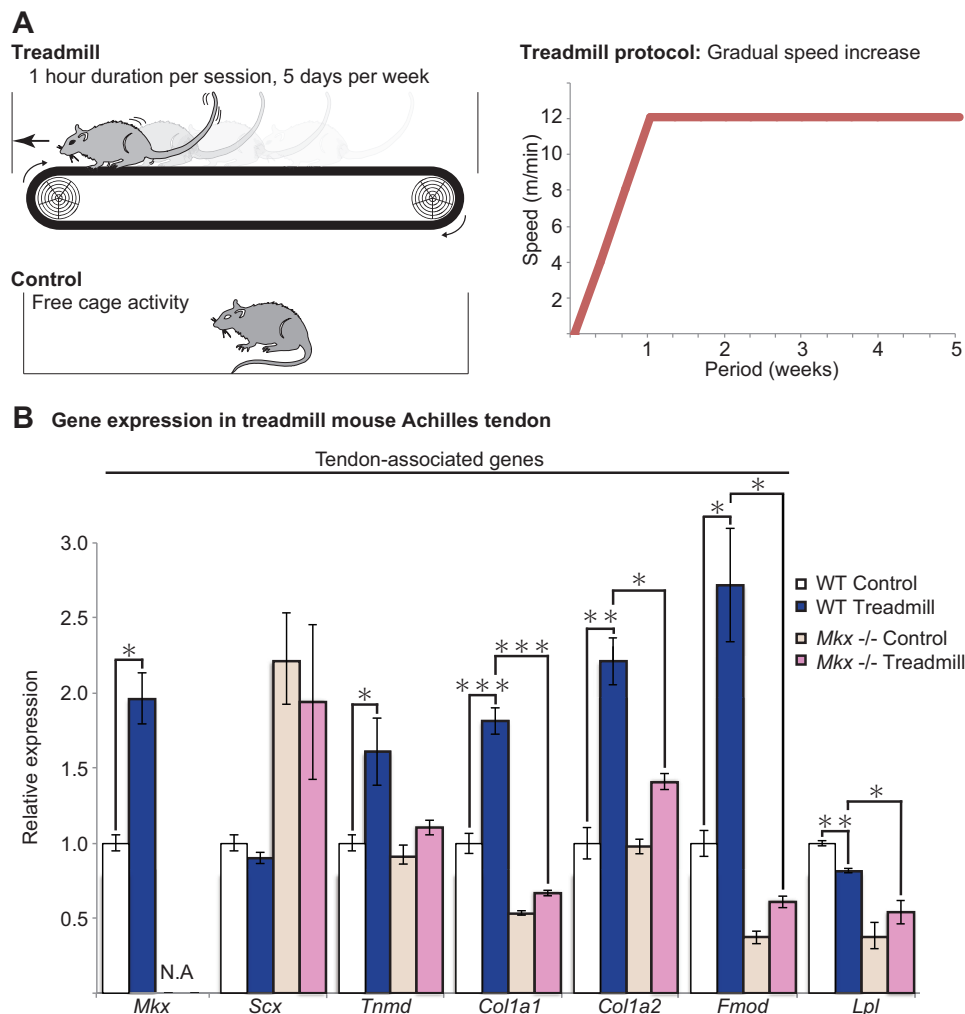 A
Treadmill
1 hour duration per session, 5 days per week
Control
Free cage activity
Treadmill protocol: Gradual speed increase
Speed (m/min)
12
10
8
6
4
2
1 2 3 4 5
Period (weeks)
B Gene expression in treadmill mouse Achilles tendon
Tendon-associated genes
Relative expression
3.0
2.5
2.0
1.5
1.0
0.5
*
N.A
*
***
***
**
*
*
*
**
*
WT Control
WT Treadmill
Mkx -/- Control
Mkx -/- Treadmill
Mkx Scx Tnmd Col1a1 Col1a2 Fmod Lpl